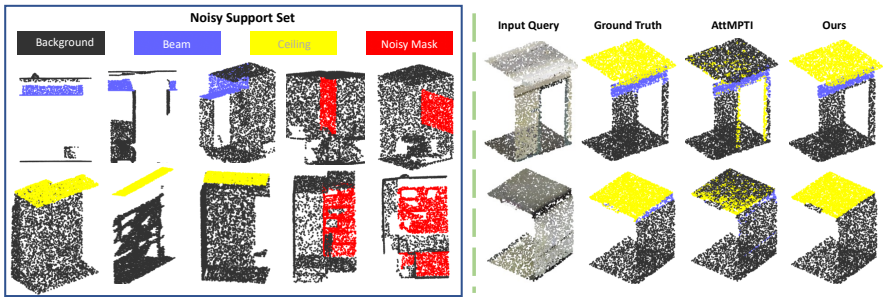 Noisy Support Set
Background
Beam
Ceiling
Noisy Mask
Input Query
Ground Truth
AttMPTI
Ours